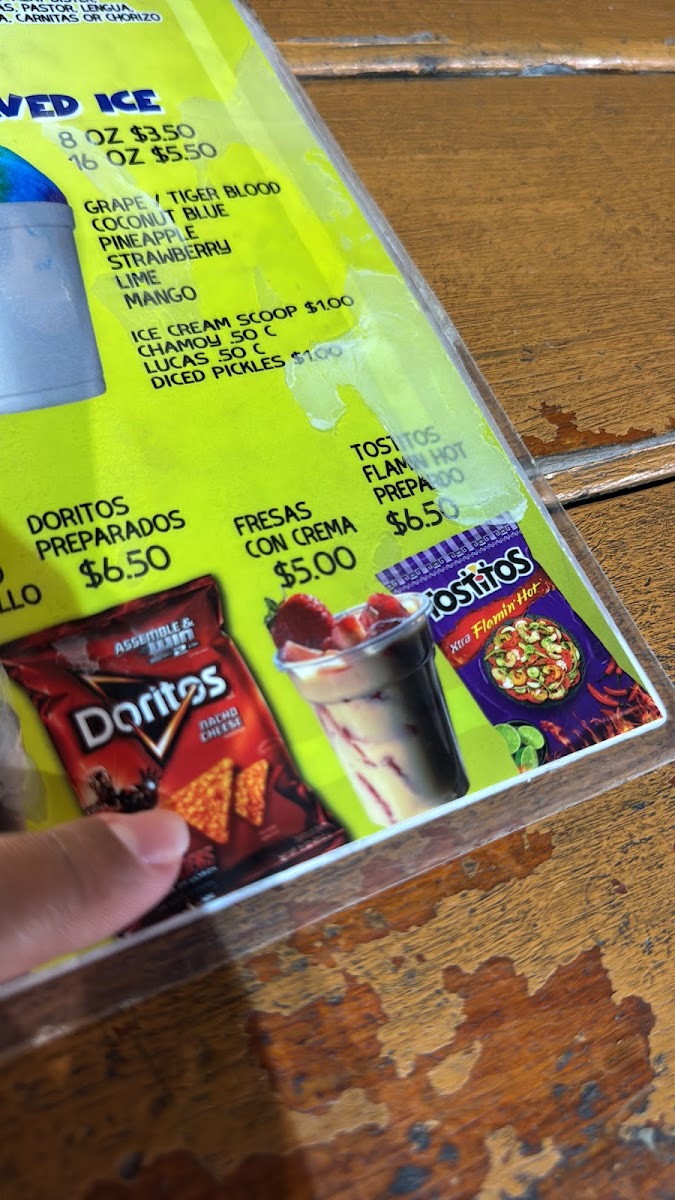 AS, PASTOR, LENGUA,
A, CARNITAS OR CHORIZO
VED ICE
8 OZ $3.50
16 OZ $5.50
GRAPE / TIGER BLOOD
COCONUT BLUE
PINEAPPLE
STRAWBERRY
LIME
MANGO
ICE CREAM SCOOP $1.00
CHAMOY .50 C
LUCAS .50 C
DICED PICKLES $1.00
LLO
DORITOS
PREPARADOS
$6.50
FRESAS
CON CREMA
$5.00
TOSTITOS
FLAMN HOT
$6.50
ASSEMBLE &
WIN
Doritos
NACHO
CHEESE
TOSTITOS
Xtra Flamin' Hot